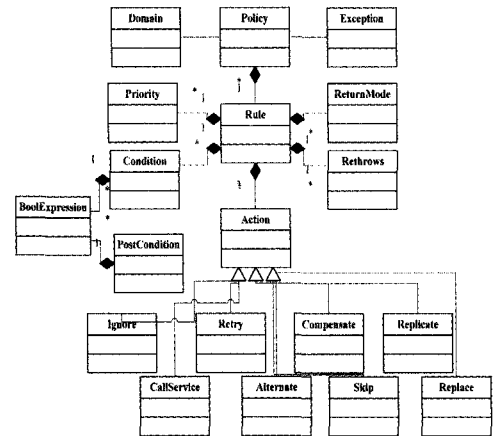 Domain
Policy
Exception
Priority
Rule
ReturnMode
Condition
Rethrows
BoolExpression
PostCondition
Action
Ignore
Retry
Compensate
Replicate
CallService
Alternate
Skip
Replace